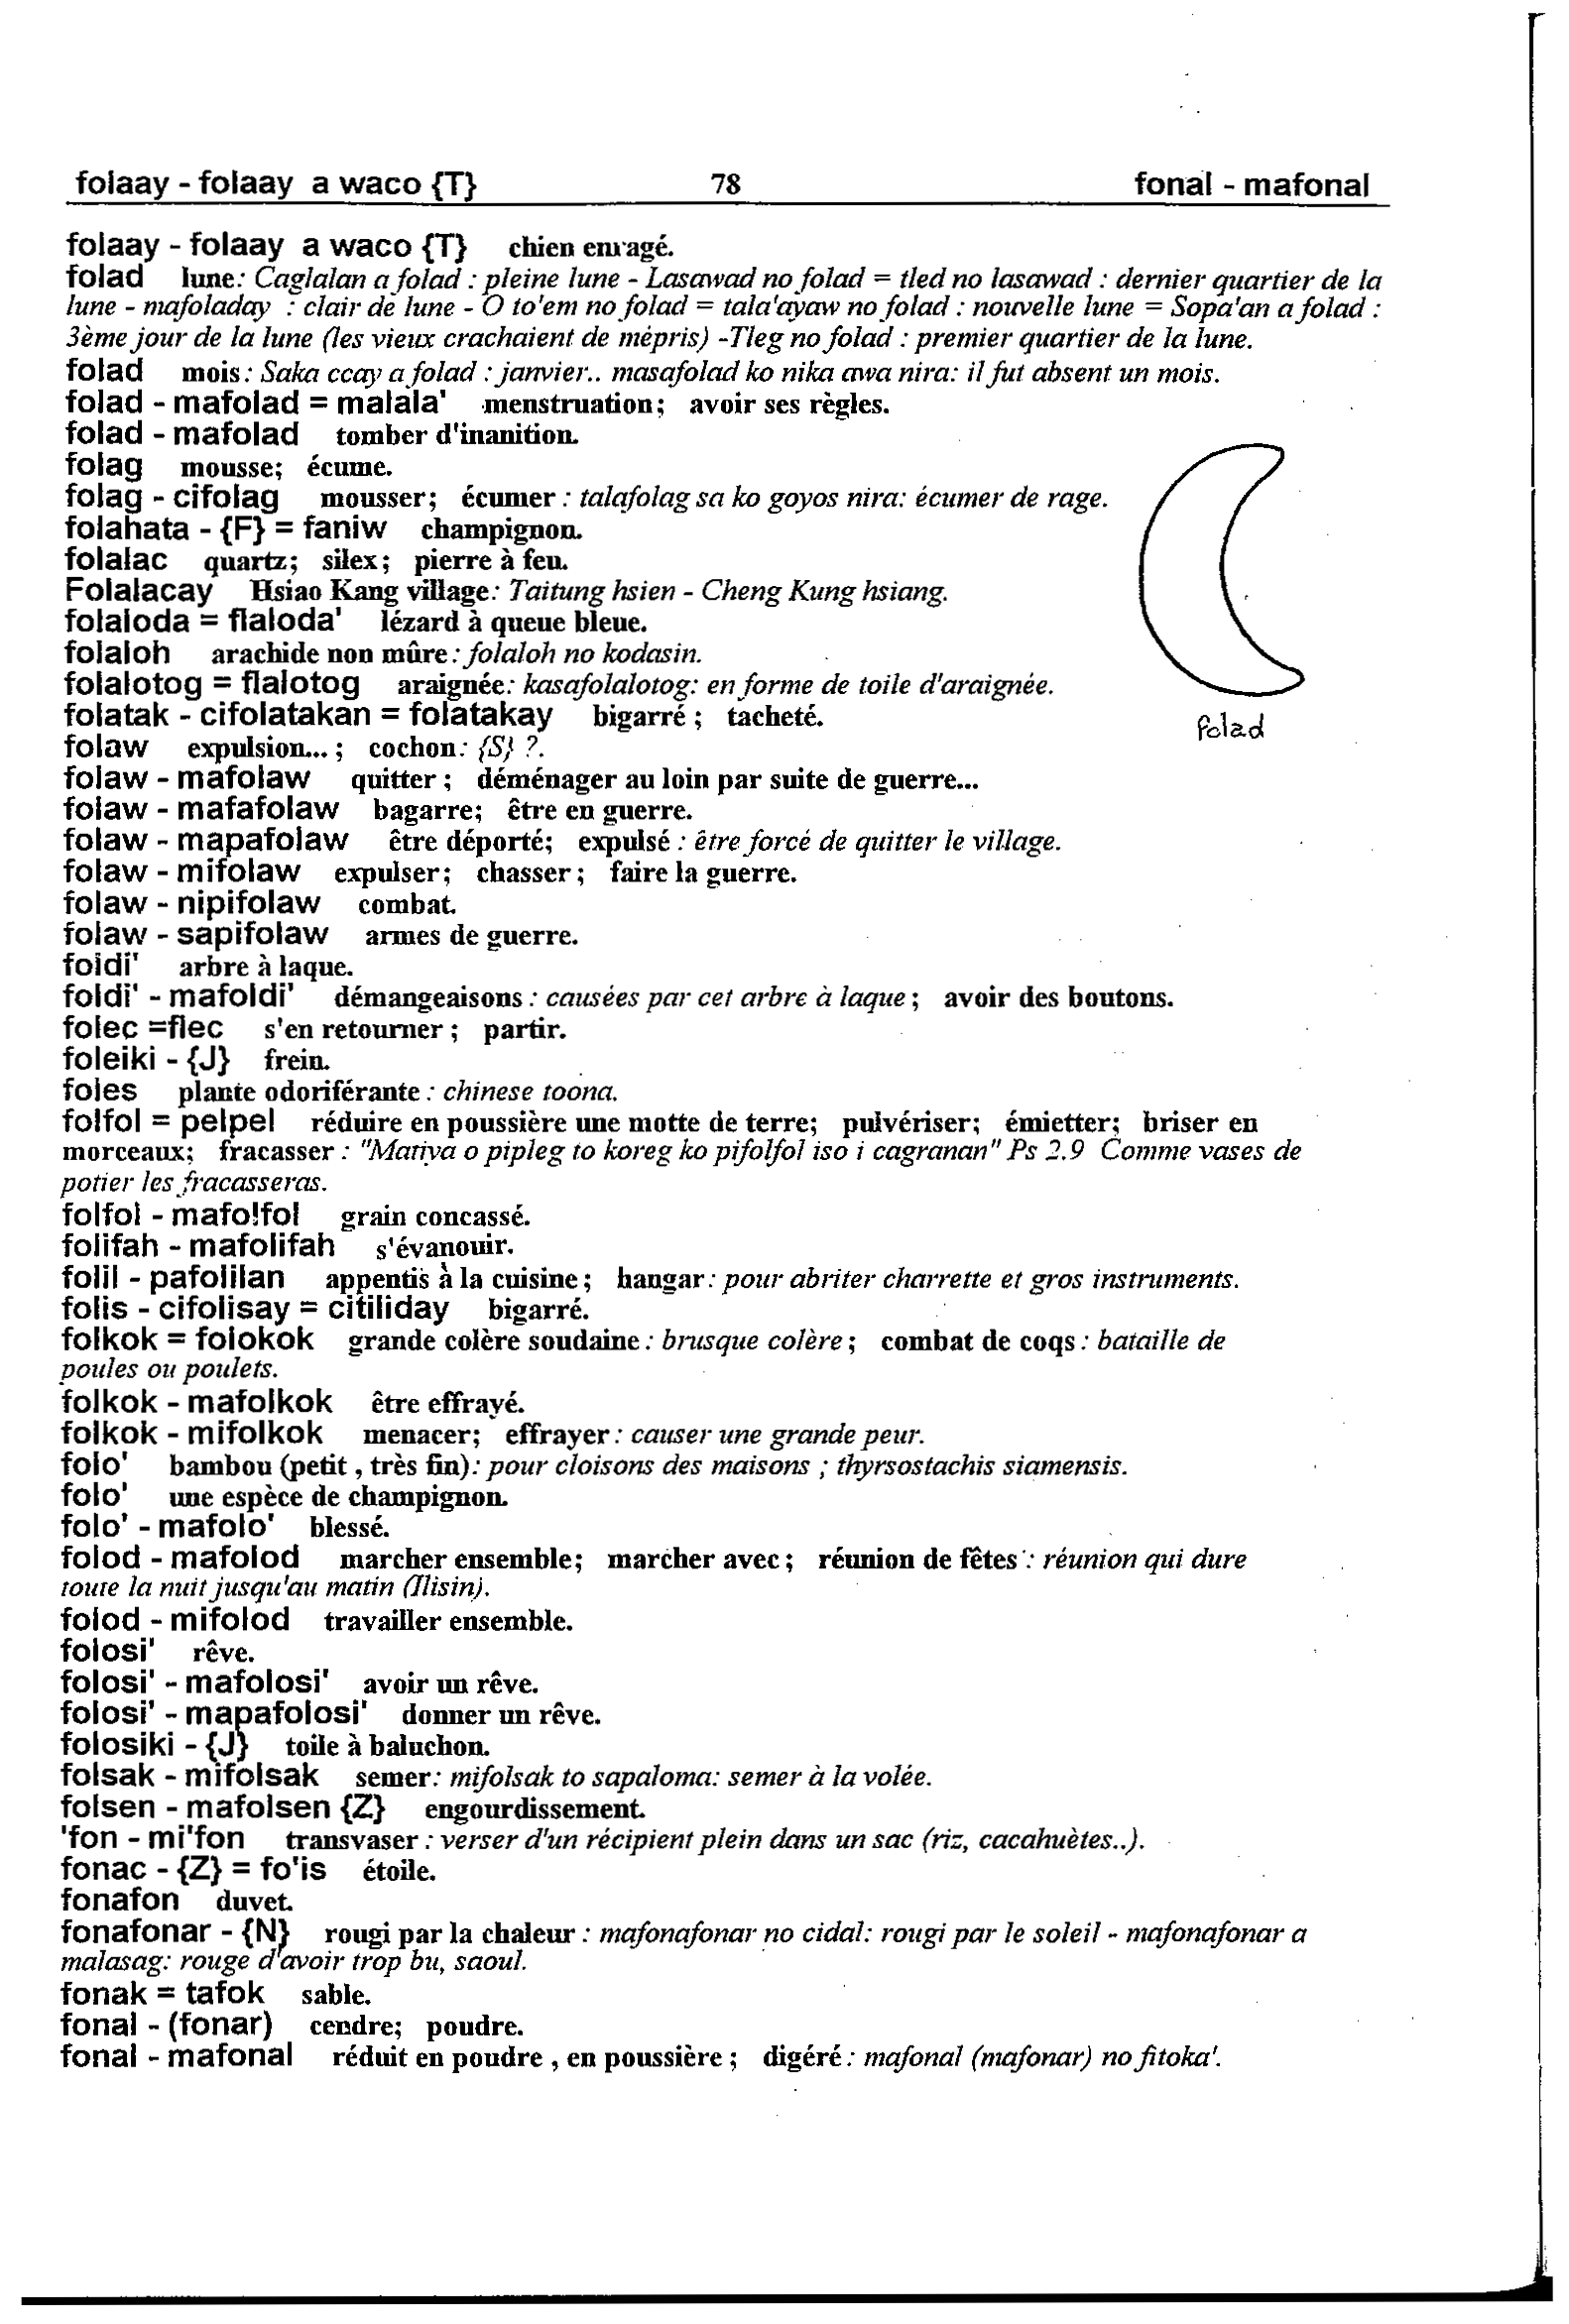 folaay - folaay a waco {T} 78 fonal - mafonal
folaay - folaay a waco {T} chien enragé.
folad lune: Caglalan a folad : pleine lune - Lasawad no folad = tled no lasawad : dernier quartier de la
lune - mafoladay : clair de lune - O to'em no folad = tala'ayaw no folad : nouvelle lune = Sopa'an a folad :
3ème jour de la lune (les vieux crachaient de mépris) -Tleg no folad : premier quartier de la lune.
folad mois: Saka ccay a folad : janvier.. masafolad ko nika awa nira: il fut absent un mois.
folad - mafolad = malala' menstruation; avoir ses règles.
folad - mafolad tomber d'inanition.
folag mousse; écume.
folag - cifolag mousser; écumer : talafolag sa ko goyos nira: écumer de rage.
folahata - {F} = faniw champignon.
folalac quartz; silex; pierre à feu.
Folalacay Hsiao Kang village: Taitung hsien - Cheng Kung hsiang.
folaloda = flaloda' lézard à queue bleue.
folaloh arachide non mûre: folaloh no kodasin.
folalotog = flalotog araignée: kasafolalotog: en forme de toile d'araignée.
folatak - cifolatakan = folatakay bigarré ; tacheté.
folad
folaw expulsion... ; cochon: {S} ?.
folaw - mafolaw quitter ; déménager au loin par suite de guerre...
folaw - mafafolaw bagarre; être en guerre.
folaw - mapafolaw être déporté; expulsé : être forcé de quitter le village.
folaw - mifolaw expulser; chasser; faire la guerre.
folaw - nipifolaw combat.
folaw - sapifolaw armes de guerre.
foldi' arbre à laque.
foldi' - mafoldi' démangeaisons : causées par cet arbre à laque ; avoir des boutons.
folec =flec s'en retourner ; partir.
foleiki - {J} frein.
foles plante odoriférante : chinese toona.
folfol = pelpel réduire en poussière une motte de terre; pulvériser; émietter; briser en
morceaux; fracasser : "Matiya o pipleg to koreg ko pifolfol iso i cagranan" Ps 2.9 Comme vases de
potier les fracasseras.
folfol - mafolfol grain concassé.
folifah - mafolifah s'évanouir.
folil - pafolilan appentis à la cuisine ; hangar: pour abriter charrette et gros instruments.
folis - cifolisay = citiliday bigarré.
folkok = folokok grande colère soudaine : brusque colère ; combat de coqs : bataille de
poules ou poulets.
folkok - mafolkok être effrayé.
folkok - mifolkok menacer; effrayer : causer une grande peur.
folo' bambou (petit , très fin): pour cloisons des maisons ; thyrsostachis siamensis.
folo' une espèce de champignon.
folo' - mafolo' blessé.
folod - mafolod marcher ensemble; marcher avec ; réunion de fêtes : réunion qui dure
toute la nuit jusqu'au matin (Ilisin).
folod - mifolod travailler ensemble.
folosi' rêve.
folosi' - mafolosi' avoir un rêve.
folosi' - mapafolosi' donner un rêve.
folosiki - {J} toile à baluchon.
folsak - mifolsak semer: mifolsak to sapaloma: semer à la volée.
folsen - mafolsen {Z} engourdissement.
'fon - mi'fon transvaser : verser d'un récipient plein dans un sac (riz, cacahuètes..).
fonac - {Z} = fo'is étoile.
fonafon duvet.
fonafonar - {N} rougi par la chaleur : mafonafonar no cidal: rougi par le soleil - mafonafonar a
malasag: rouge d'avoir trop bu, saoul.
fonak = tafok sable.
fonal - (fonar) cendre; poudre.
fonal - mafonal réduit en poudre , en poussière ; digéré : mafonal (mafonar) no fitoka'.